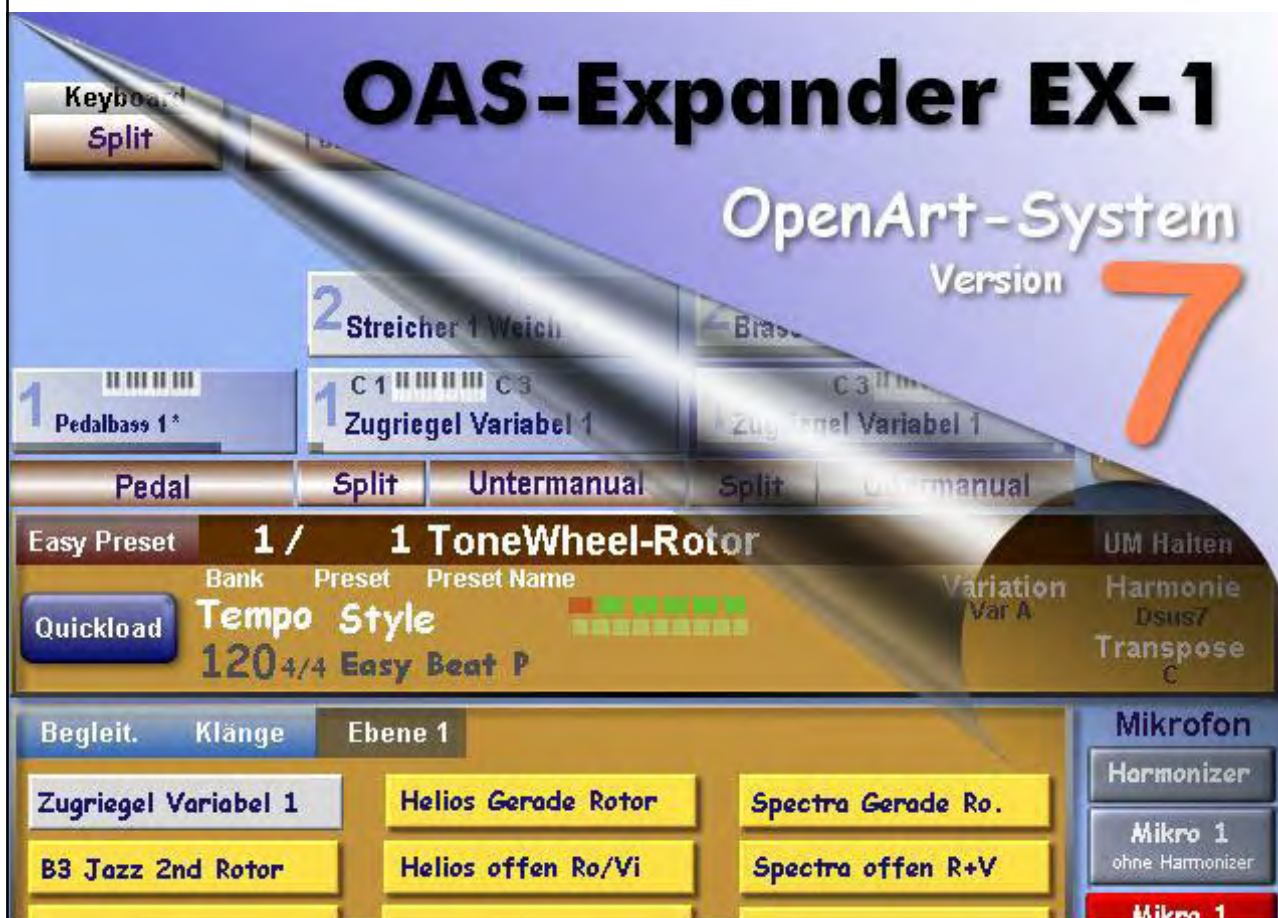 OAS-Expander EX-1
Keyboard
Split
OpenArt-System
Version
7
2 Streicher 1 Weich
2
1 Pedalbass 1*
C 1 C 3
1 Zugriegel Variabel 1
C 3
Zugriegel Variabel 1
Pedal Split Untermanual Split Untermanual
Easy Preset 1 / 1 ToneWheel-Rotor UM Halten
Bank Preset Preset Name Variation Harmonie
Quickload Tempo Style Var A Dsus7
120 4/4 Easy Beat P Transpose
C
Begleit. Klänge Ebene 1 Mikrofon
Harmonizer
Zugriegel Variabel 1 Helios Gerade Rotor Spectra Gerade Ro.
Mikro 1
ohne Harmonizer
B3 Jazz 2nd Rotor Helios offen Ro/Vi Spectra offen R+V
Mikro 1